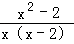 x² − 2
x (x − 2)